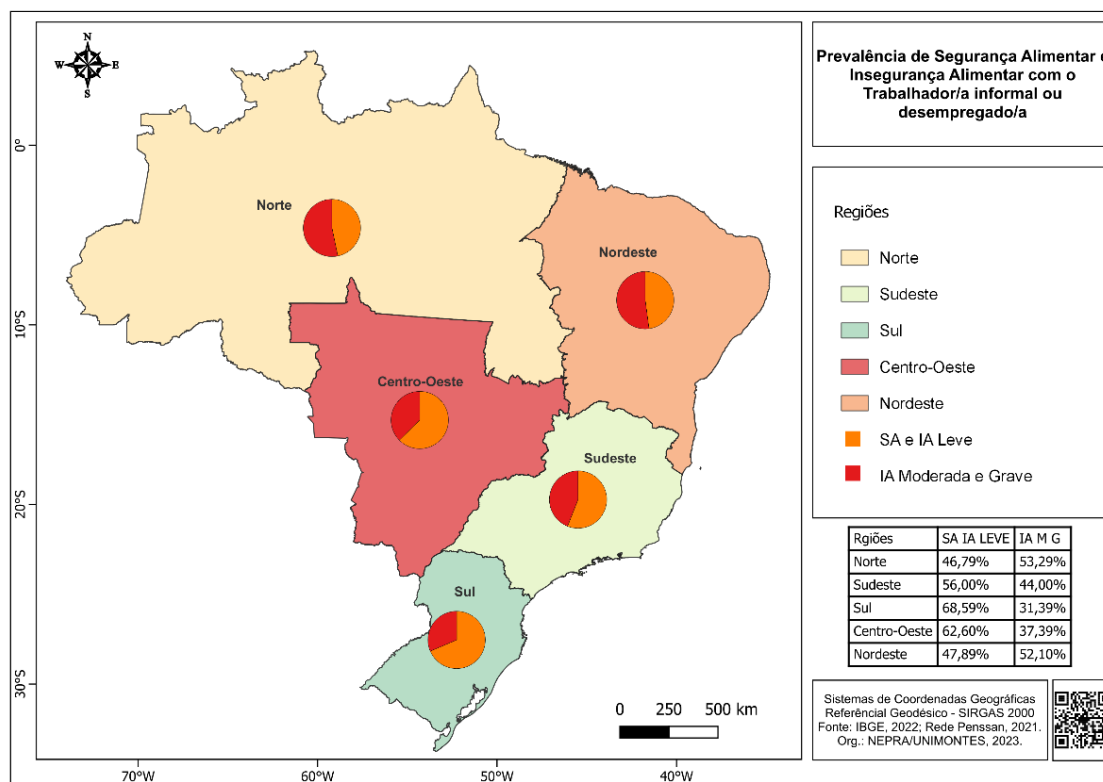 N
W E
S
Prevalência de Segurança Alimentar e
Insegurança Alimentar com o
Trabalhador/a informal ou
desempregado/a
0°
10°S
20°S
30°S
70°W 60°W 50°W 40°W
Norte
Nordeste
Centro-Oeste
Sudeste
Sul
0 250 500 km
Regiões
Norte
Sudeste
Sul
Centro-Oeste
Nordeste
SA e IA Leve
IA Moderada e Grave
Rgiões SA IA LEVE IA M G
Norte 46,79% 53,29%
Sudeste 56,00% 44,00%
Sul 68,59% 31,39%
Centro-Oeste 62,60% 37,39%
Nordeste 47,89% 52,10%
Sistemas de Coordenadas Geográficas
Referêncial Geodésico - SIRGAS 2000
Fonte: IBGE, 2022; Rede Penssan, 2021.
Org.: NEPRA/UNIMONTES, 2023.